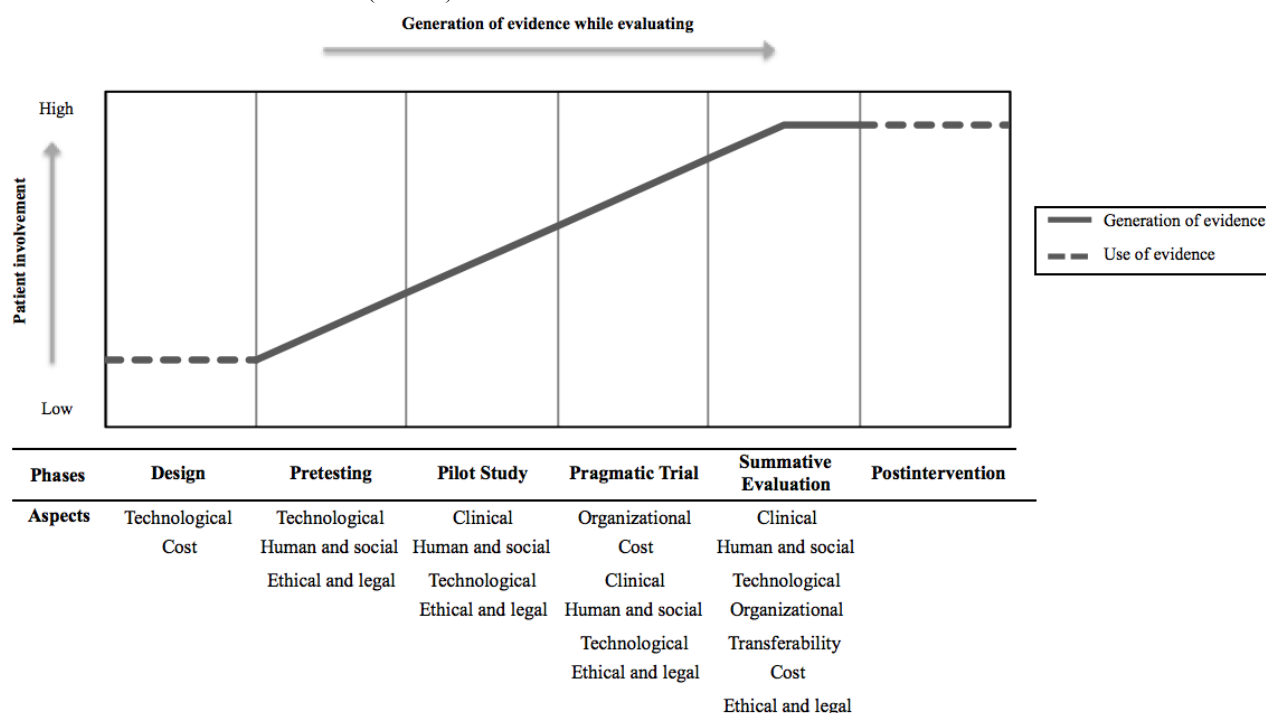 Generation of evidence while evaluating
High
Patient involvement
Low
Generation of evidence
Use of evidence
Phases Design Pretesting Pilot Study Pragmatic Trial Summative Evaluation Postintervention
Aspects Technological Technological Clinical Organizational Clinical
Cost Human and social Human and social Cost Human and social
Ethical and legal Technological Clinical Technological
Ethical and legal Human and social Organizational
Technological Transferability
Ethical and legal Cost
Ethical and legal